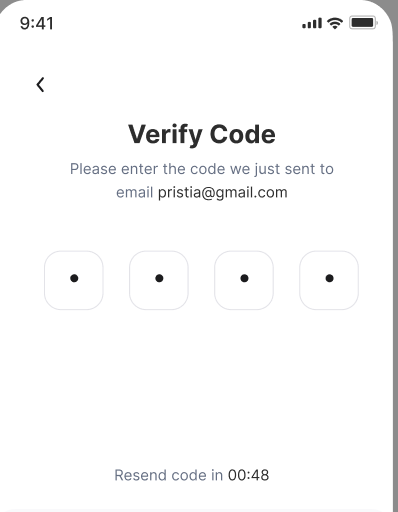 9:41
Verify Code
Please enter the code we just sent to
email pristia@gmail.com
Resend code in 00:48